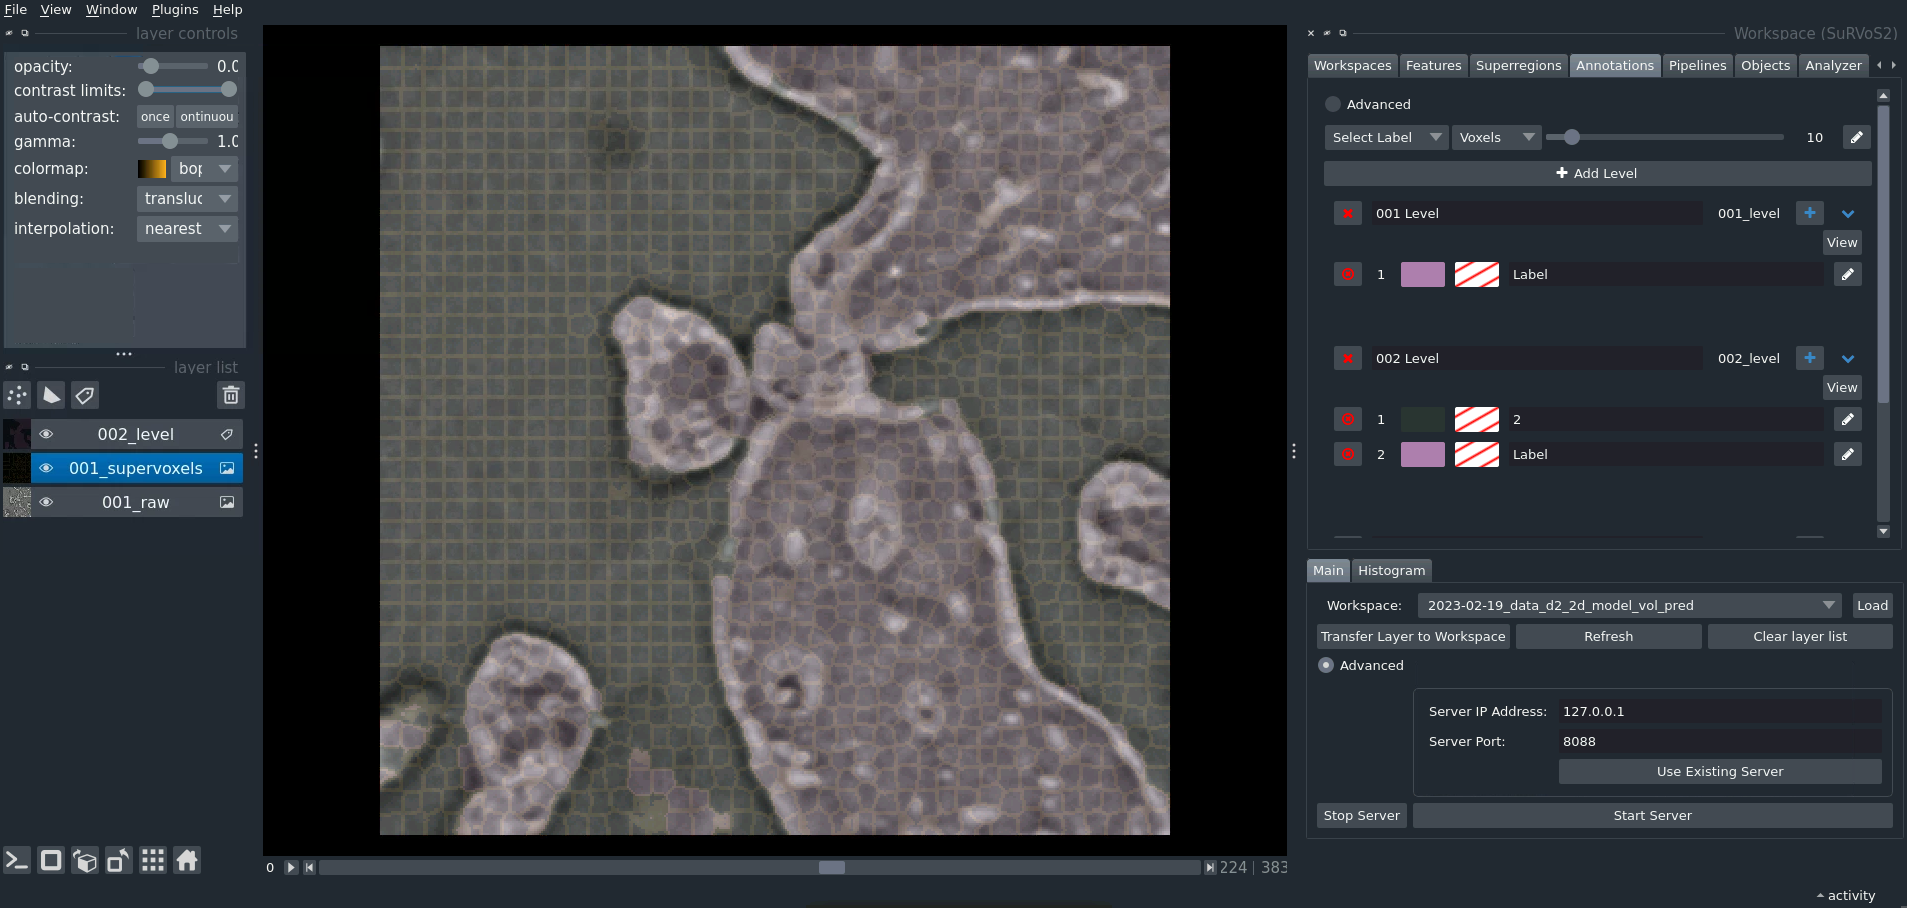 File View Window Plugins Help
layer controls
opacity: 0.0
contrast limits:
auto-contrast: once ontinuou
gamma: 1.0
colormap: bop
blending: transluc
interpolation: nearest
layer list
002_level
001_supervoxels
001_raw
0 224 | 383
Workspace (SuRVoS2)
Workspaces Features Superregions Annotations Pipelines Objects Analyzer
Advanced
Select Label Voxels 10
Add Level
001 Level 001_level
View
1 Label
002 Level 002_level
View
1 2
2 Label
Main Histogram
Workspace: 2023-02-19_data_d2_2d_model_vol_pred Load
Transfer Layer to Workspace Refresh Clear layer list
Advanced
Server IP Address: 127.0.0.1
Server Port: 8088
Use Existing Server
Stop Server Start Server
activity